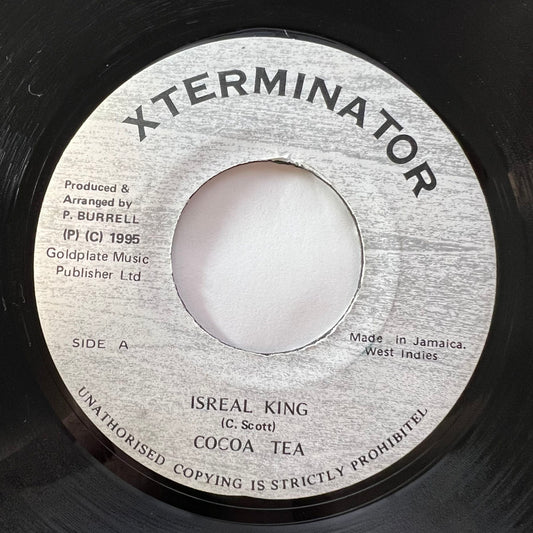 XTERMINATOR
Produced &
Arranged by
P. BURRELL
(P) (C) 1995
Goldplate Music
Publisher Ltd
SIDE A
Made in Jamaica.
West Indies
ISREAL KING
(C. Scott)
COCOA TEA
UNATHORISED COPYING IS STRICTLY PROHIBITEL